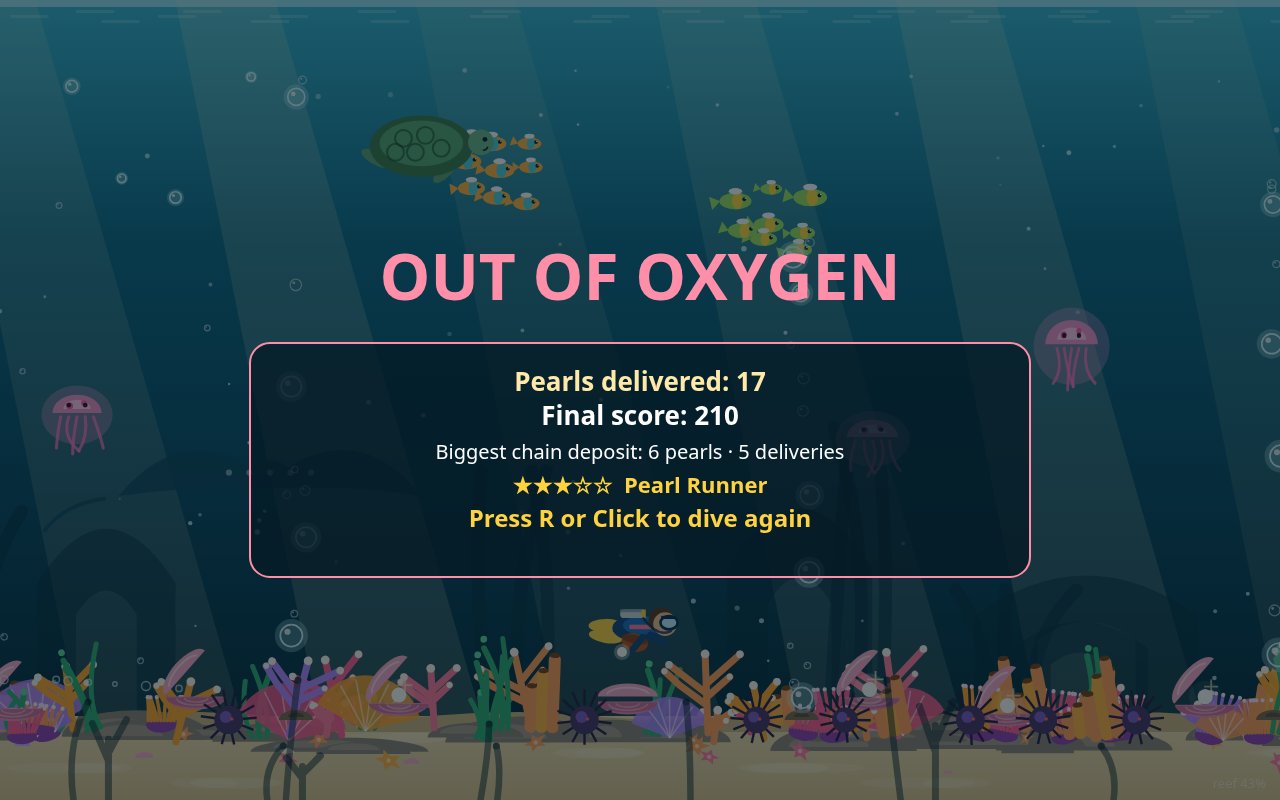 OUT OF OXYGEN
Pearls delivered: 17
Final score: 210
Biggest chain deposit: 6 pearls · 5 deliveries
★★★☆☆ Pearl Runner
Press R or Click to dive again
reef 43%